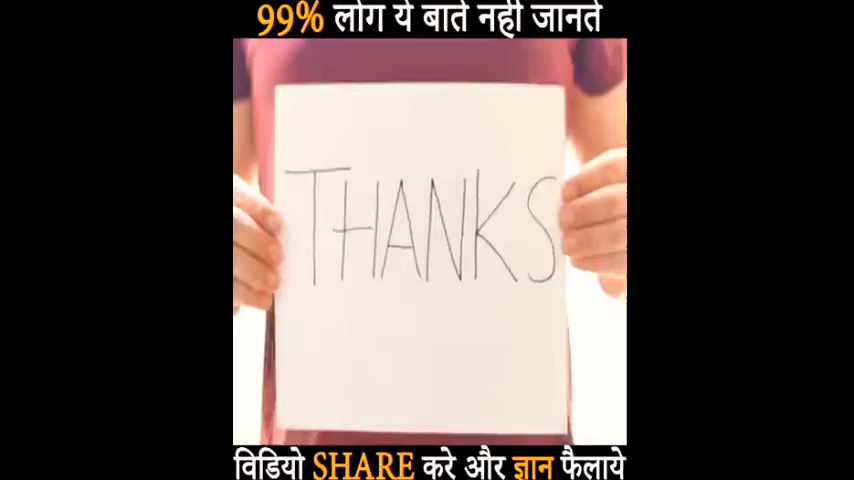 99% लोग ये बाते नही जानते
THANKS
विडियो SHARE करे और ज्ञान फैलाये